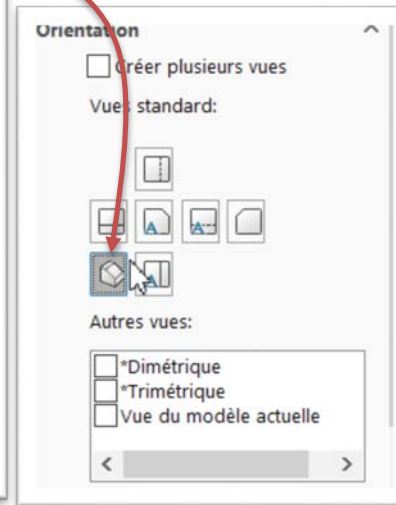 Orientation
Créer plusieurs vues
Vues standard:
A
A
A
Autres vues:
*Dimétrique
*Trimétrique
Vue du modèle actuelle